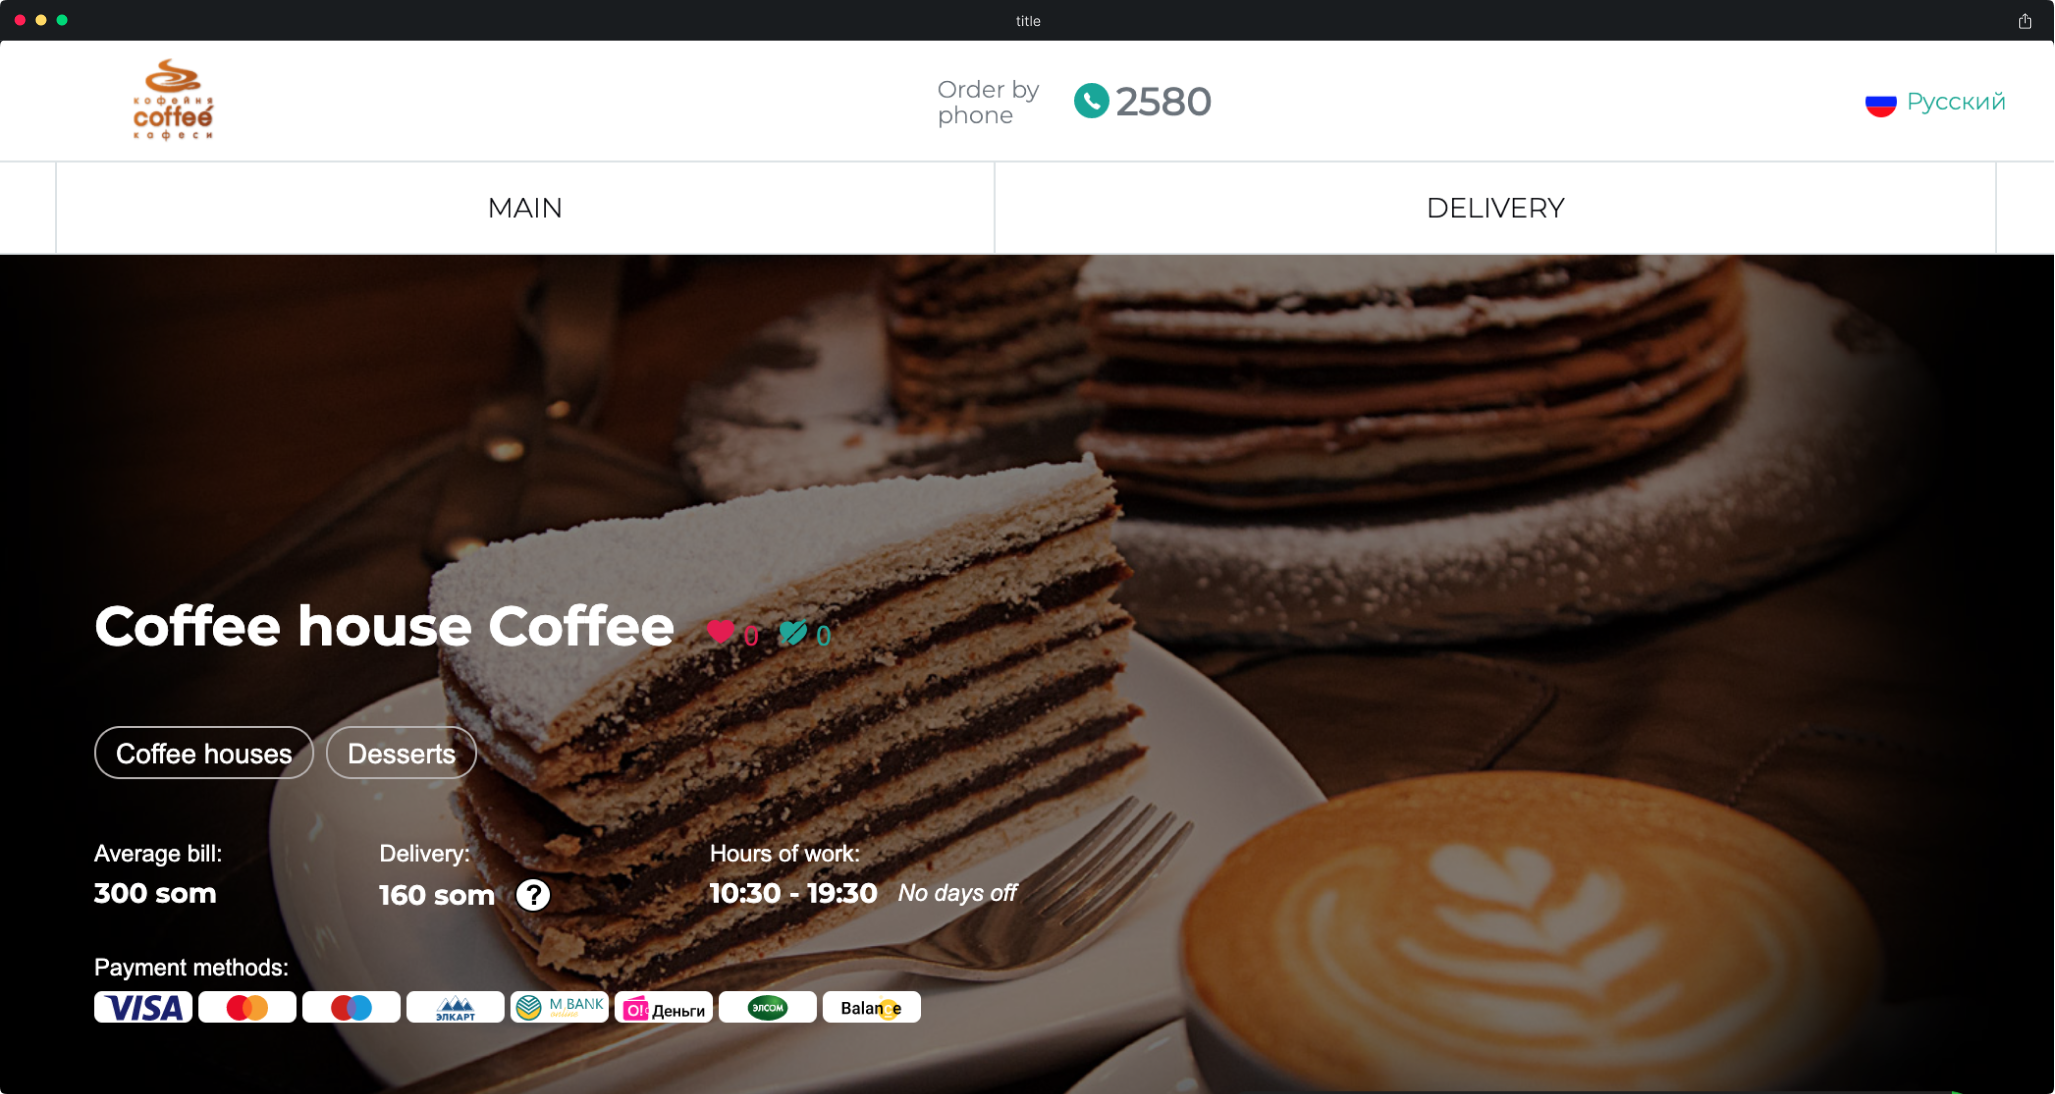 title
кофейня
coffee
кафеси
Order by
phone
2580
Русский
MAIN
DELIVERY
Coffee house Coffee
0
0
Coffee houses
Desserts
Average bill:
300 som
Delivery:
160 som
?
Hours of work:
10:30 - 19:30
No days off
Payment methods:
VISA
ЭЛКАРТ
M BANK
О! Деньги
элсом
Balance